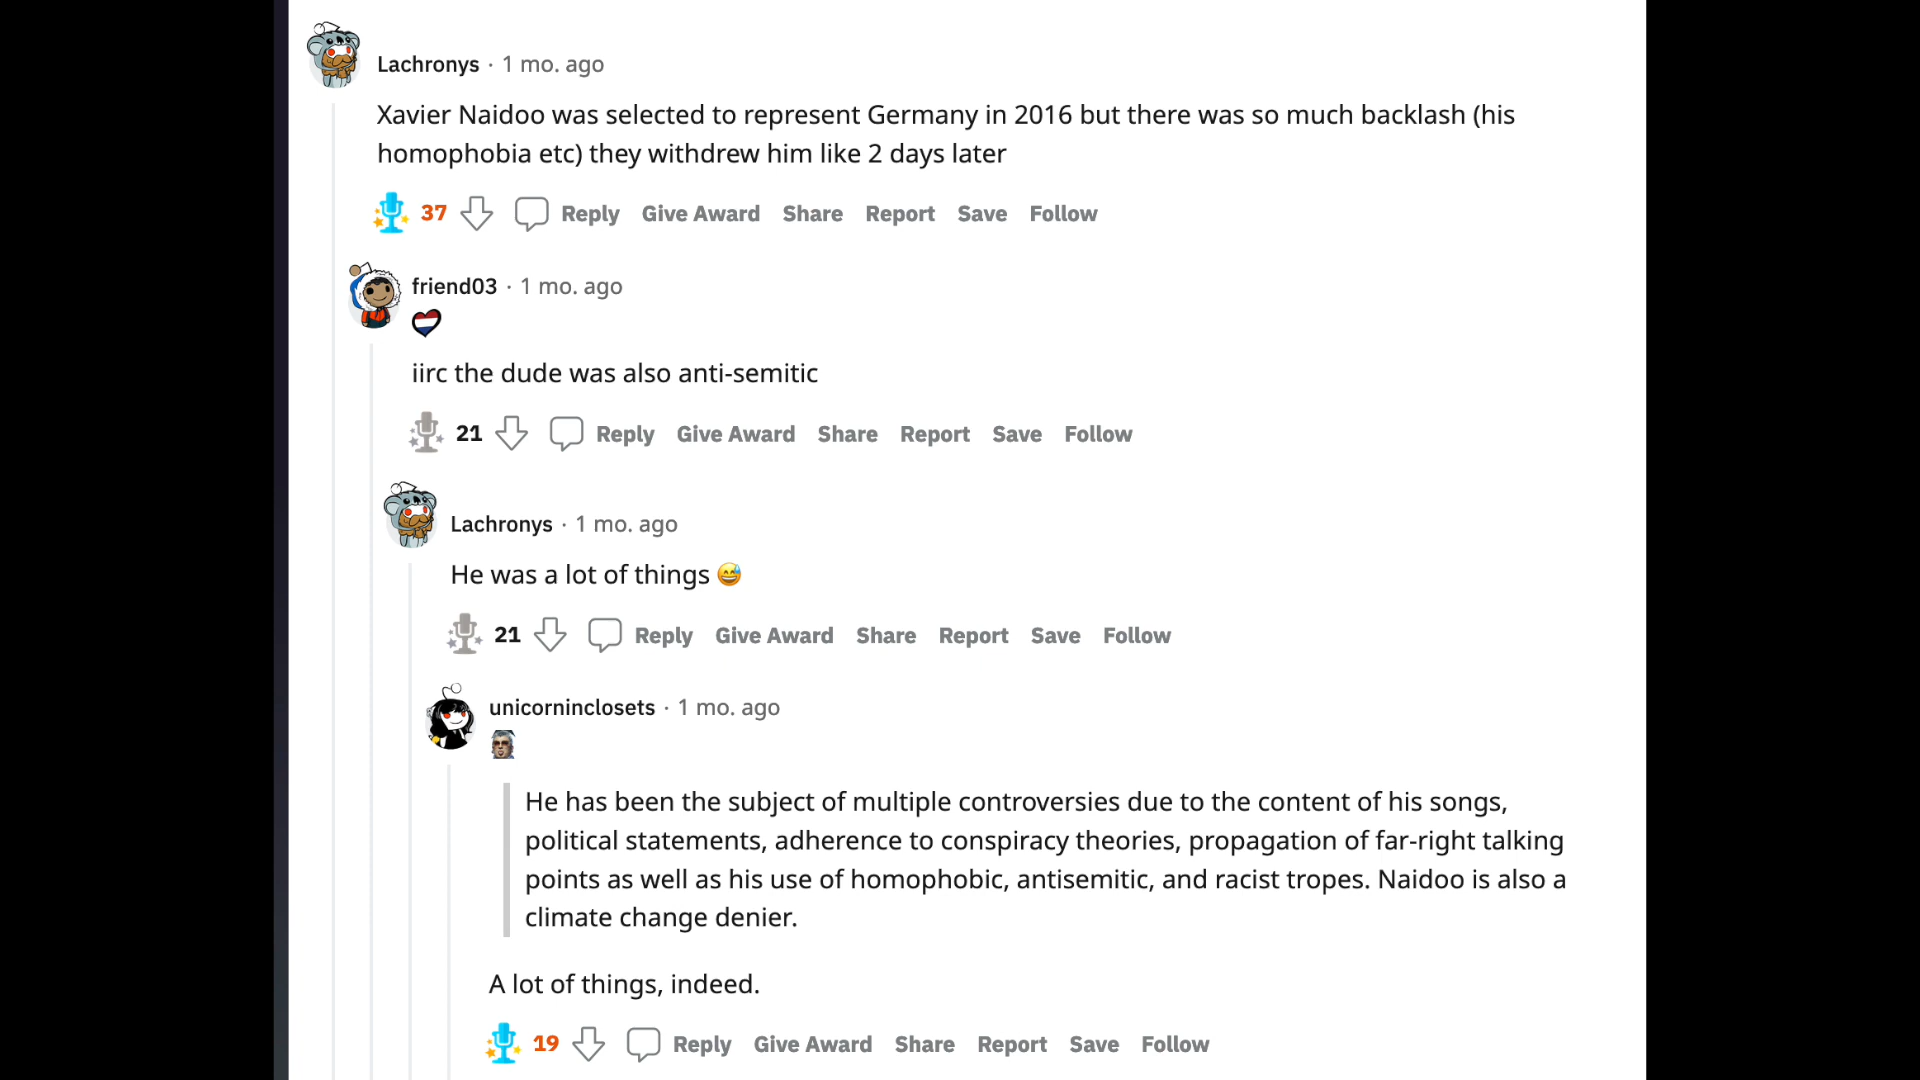 Lachronys · 1 mo. ago
Xavier Naidoo was selected to represent Germany in 2016 but there was so much backlash (his
homophobia etc) they withdrew him like 2 days later
37 Reply Give Award Share Report Save Follow
friend03 · 1 mo. ago
iirc the dude was also anti-semitic
21 Reply Give Award Share Report Save Follow
Lachronys · 1 mo. ago
He was a lot of things 😅
21 Reply Give Award Share Report Save Follow
unicorninclosets · 1 mo. ago
He has been the subject of multiple controversies due to the content of his songs,
political statements, adherence to conspiracy theories, propagation of far-right talking
points as well as his use of homophobic, antisemitic, and racist tropes. Naidoo is also a
climate change denier.
A lot of things, indeed.
19 Reply Give Award Share Report Save Follow